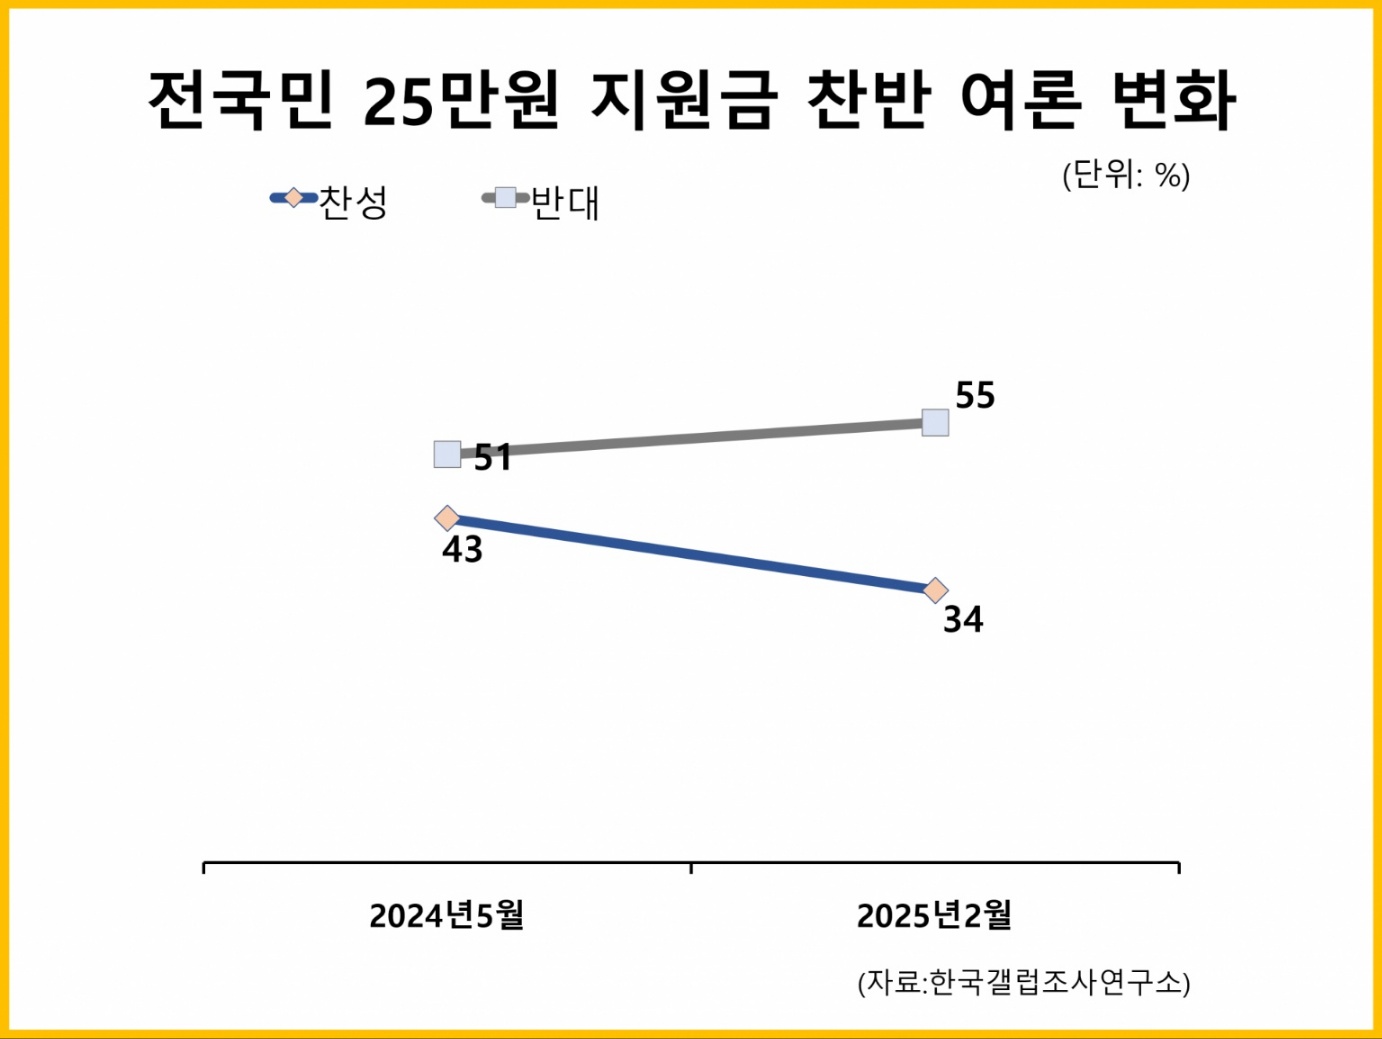 전국민 25만원 지원금 찬반 여론 변화
(단위: %)
찬성 반대
55
51
43
34
2024년5월 2025년2월
(자료:한국갤럽조사연구소)